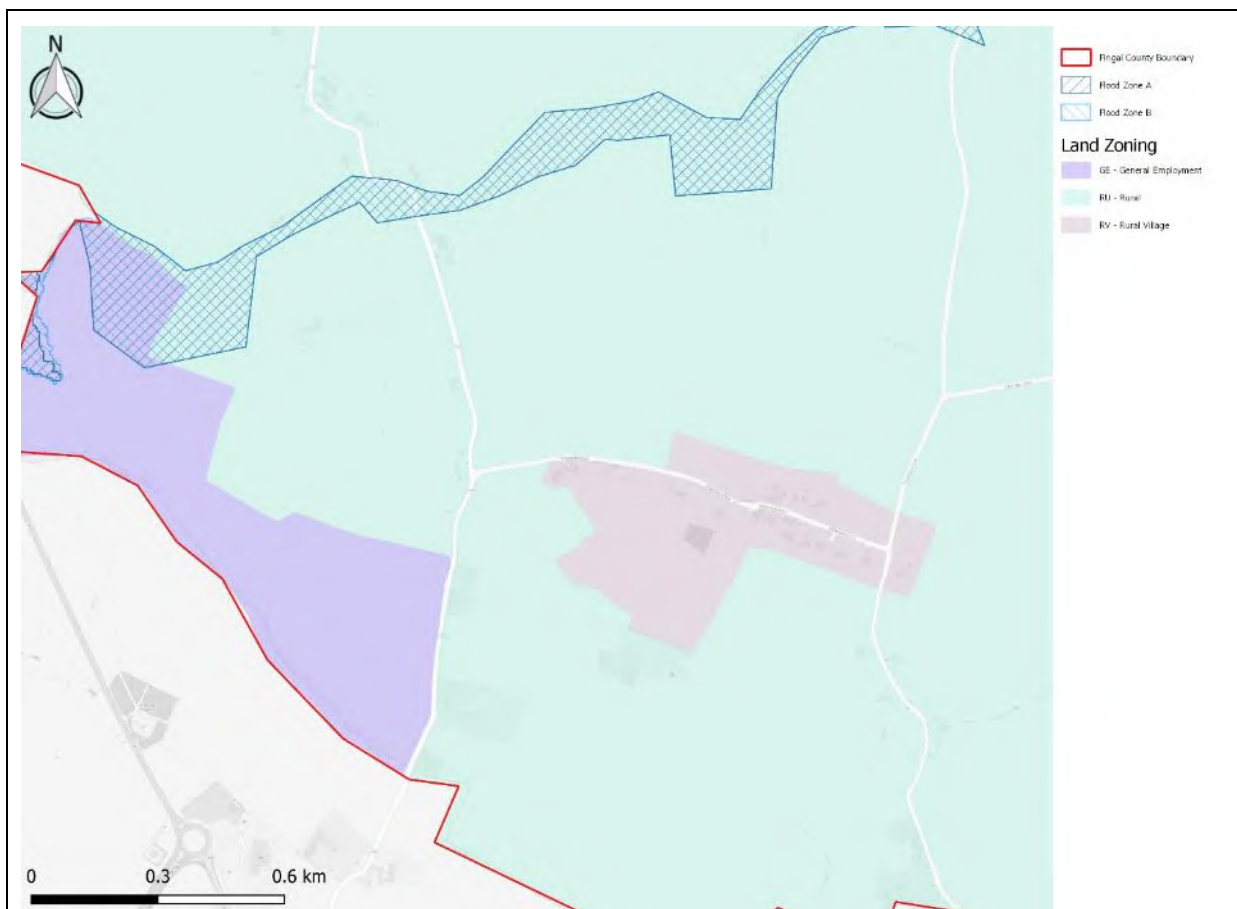 N
Fingal County Boundary
Flood Zone A
Flood Zone B
Land Zoning
GE - General Employment
RU - Rural
RV - Rural Village
0 0.3 0.6 km